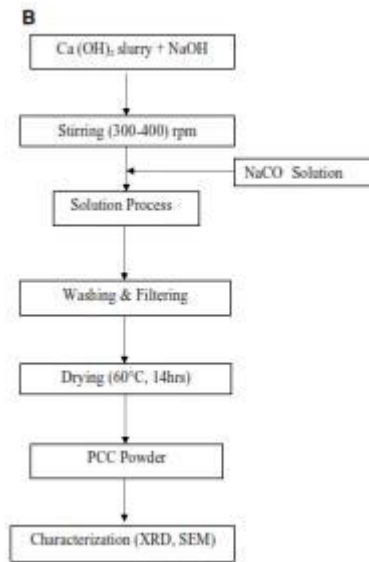 B
Ca (OH)₂ slurry + NaOH
Stirring (300-400) rpm
NaCO Solution
Solution Process
Washing & Filtering
Drying (60°C, 14hrs)
PCC Powder
Characterization (XRD, SEM)